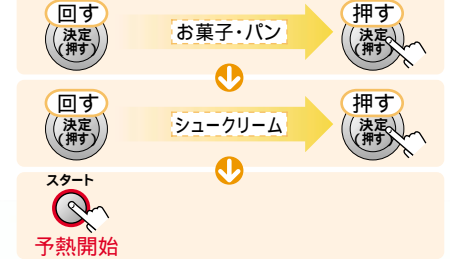 回す
決定
(押す)
お菓子・パン
押す
決定
(押す
回す
決定
(押す)
シュークリーム
押す
決定
(押す
スタート
予熱開始